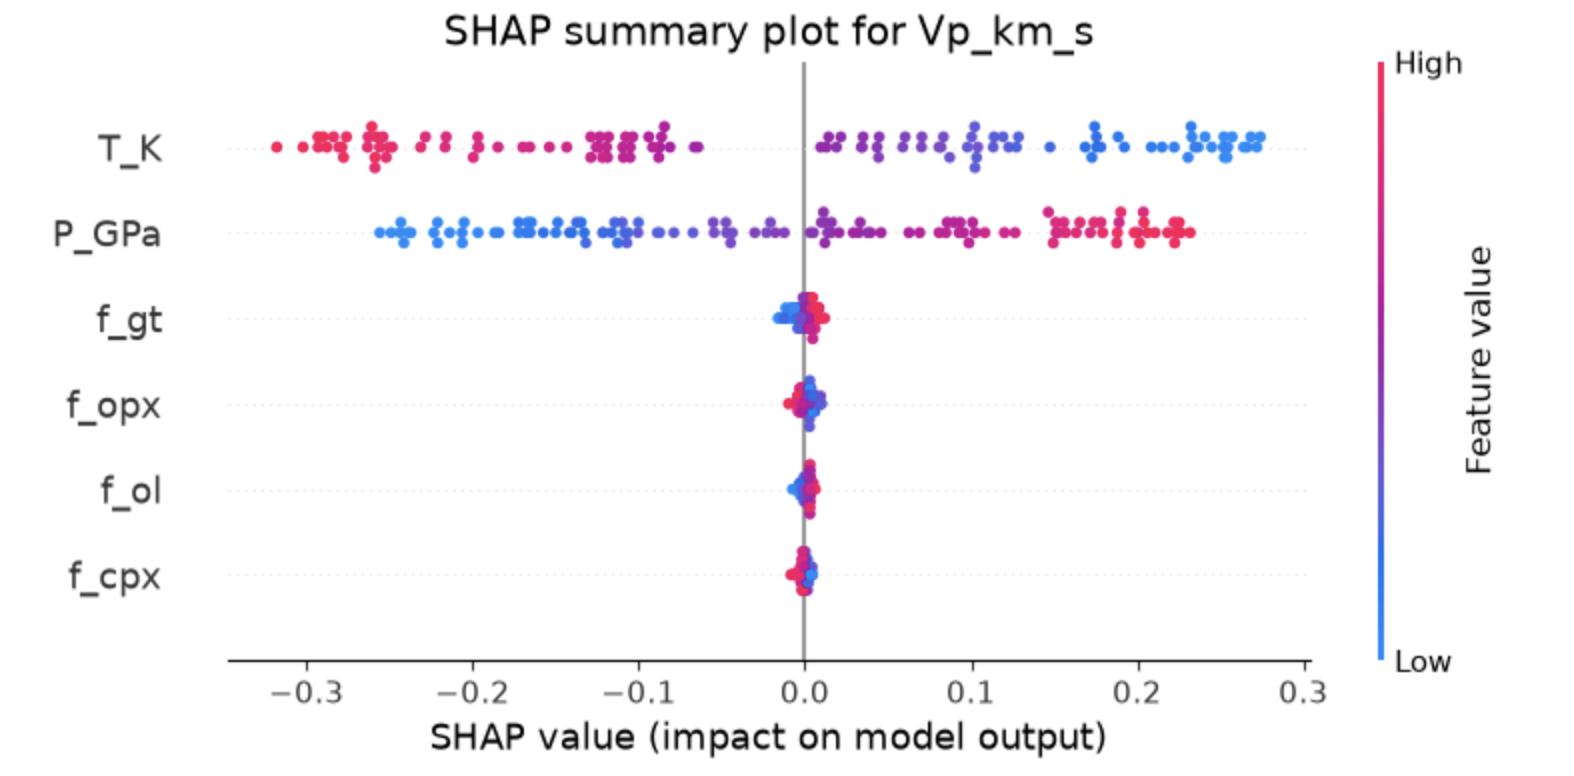 SHAP summary plot for Vp_km_s
High
T_K
P_GPa
f_gt
f_opx
f_ol
f_cpx
Feature value
Low
−0.3 −0.2 −0.1 0.0 0.1 0.2 0.3
SHAP value (impact on model output)